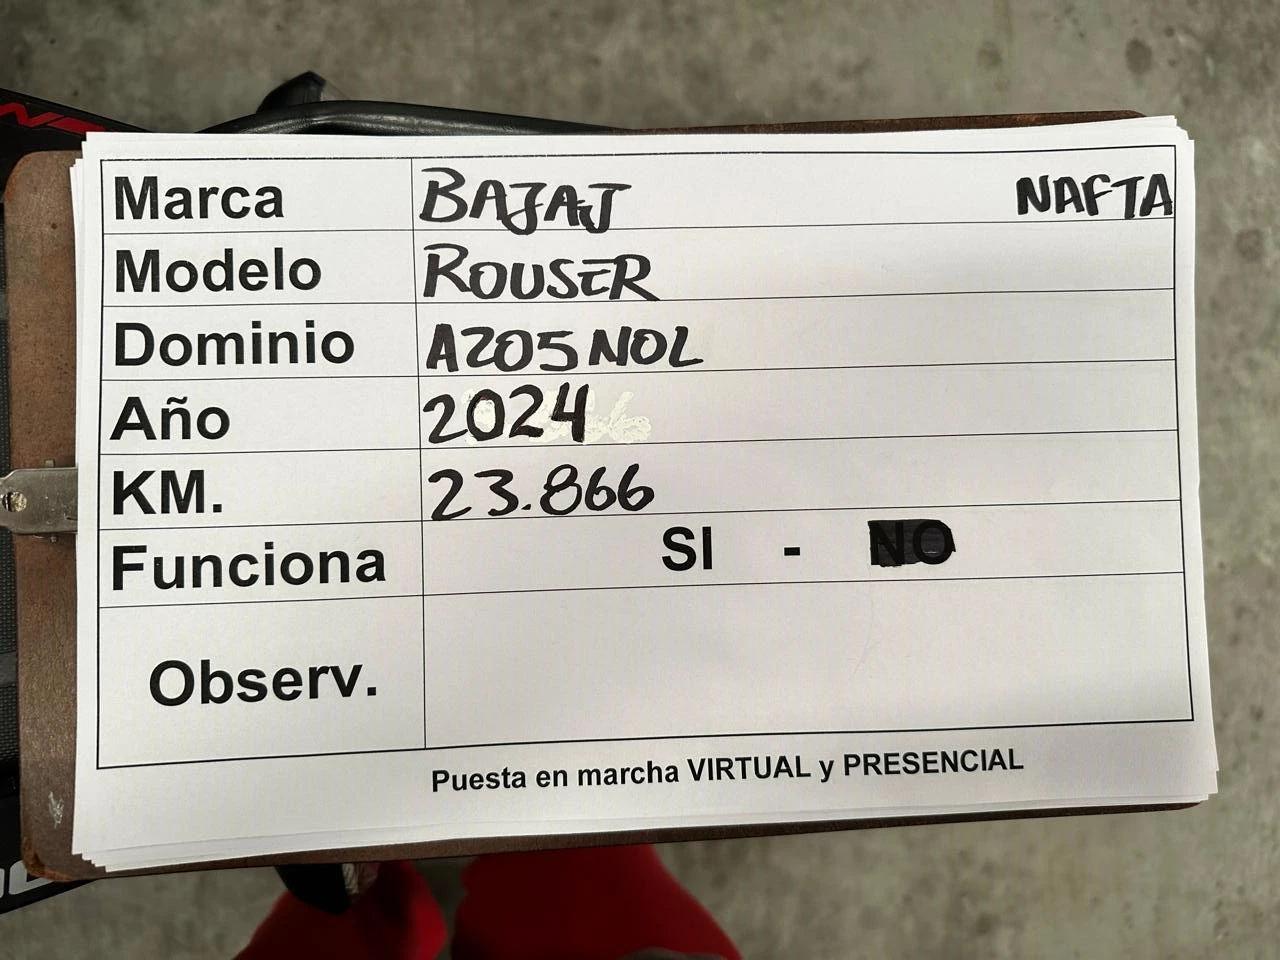 Marca BAJAJ NAFTA
Modelo ROUSER
Dominio A205NOL
Año 2024
KM. 23.866
Funciona SI - NO
Observ.
Puesta en marcha VIRTUAL y PRESENCIAL